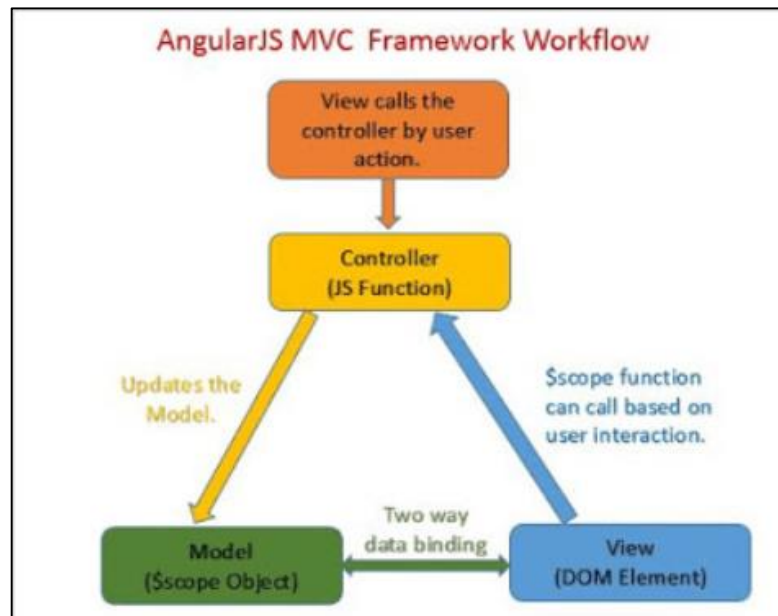 AngularJS MVC Framework Workflow
View calls the
controller by user
action.
Controller
(JS Function)
Updates the
Model.
$scope function
can call based on
user interaction.
Two way
data binding
Model
($scope Object)
View
(DOM Element)